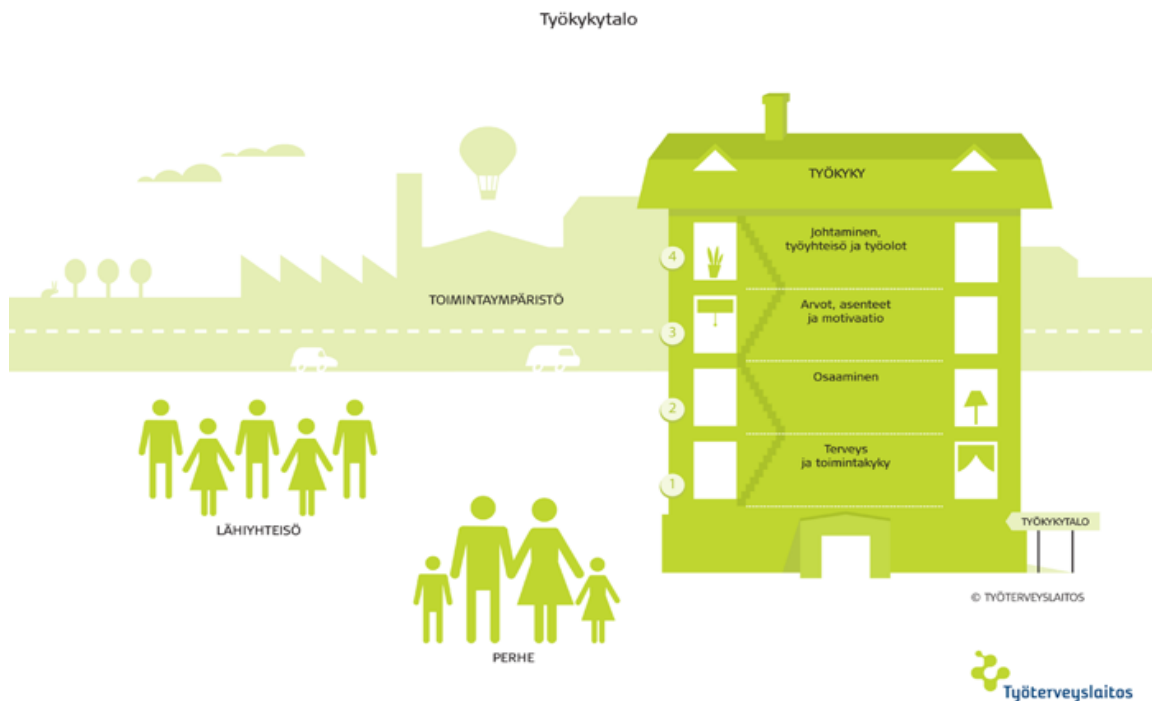 Työkykytalo
TYÖKYKY
4
Johtaminen,
työyhteisö ja työolot
3
Arvot, asenteet
ja motivaatio
2
Osaaminen
1
Terveys
ja toimintakyky
TOIMINTAYMPÄRISTÖ
LÄHIYHTEISÖ
PERHE
TYÖKYKYTALO
© TYÖTERVEYSLAITOS
Työterveyslaitos